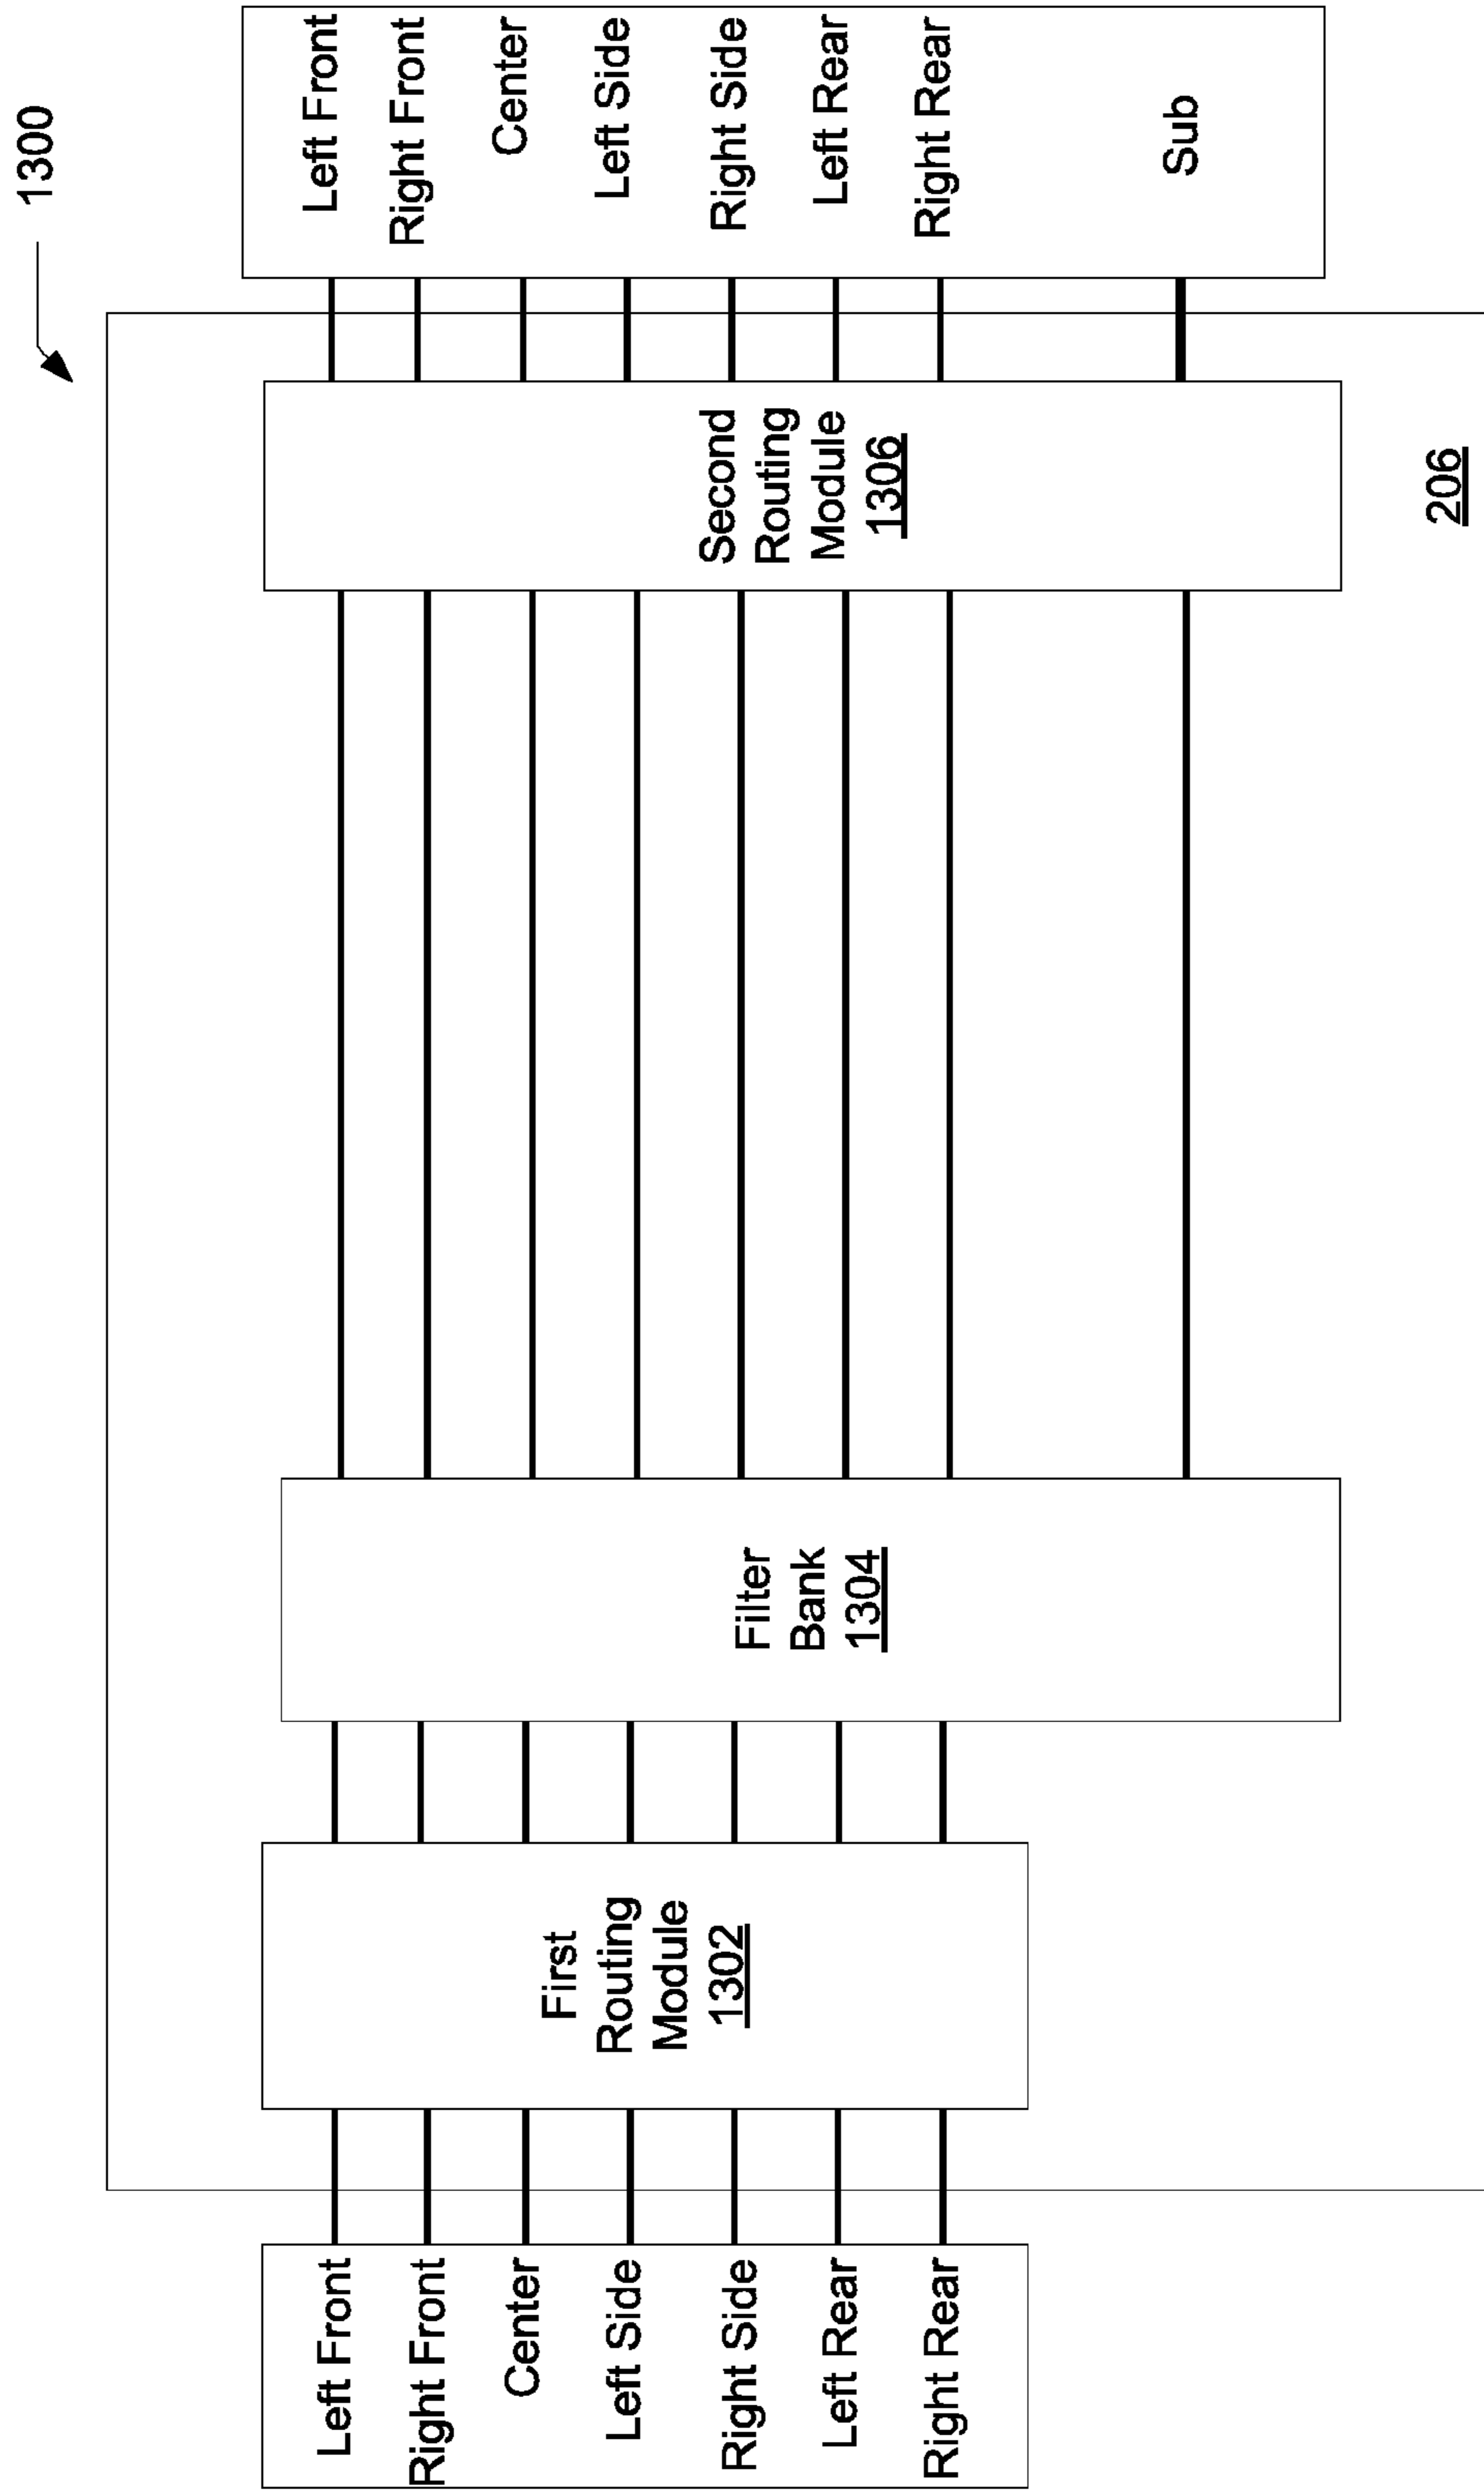 1300
Left Front
Right Front
Center
Left Side
Right Side
Left Rear
Right Rear
First
Routing
Module
1302
Filter
Bank
1304
Second
Routing
Module
1306
Left Front
Right Front
Center
Left Side
Right Side
Left Rear
Right Rear
Sub
206